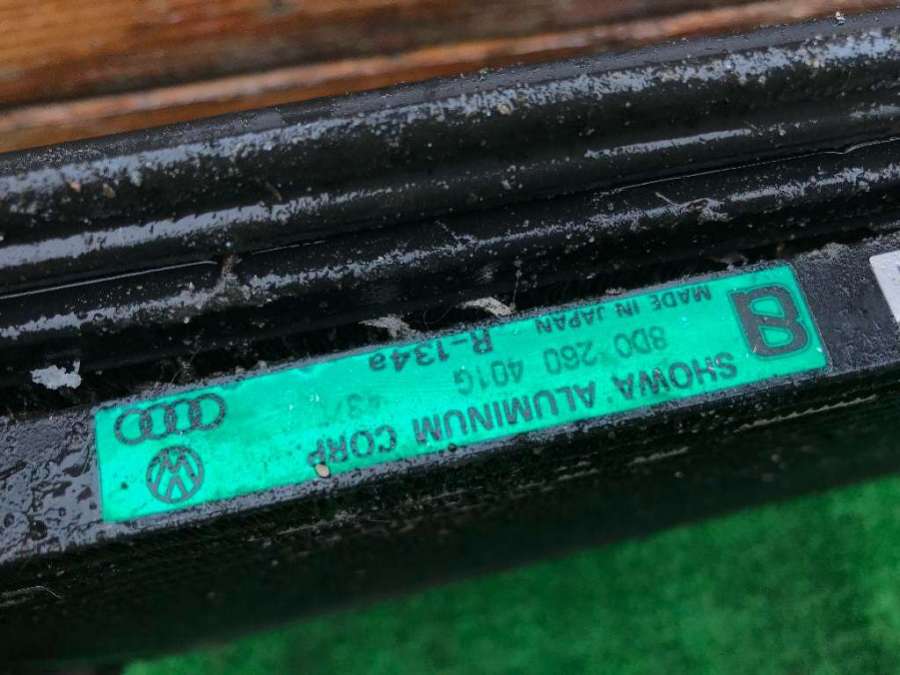 SHOWA ALUMINUM CORP.
8D0 260 401G
MADE IN JAPAN R-134a